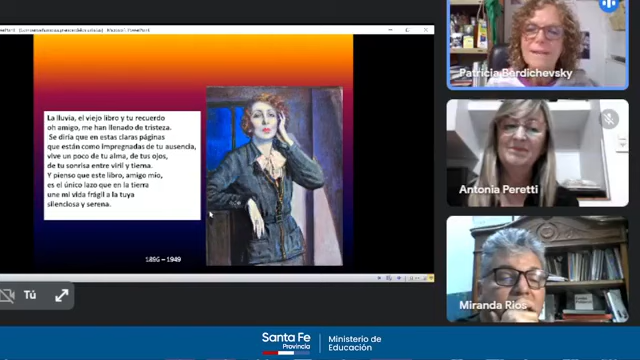 La lluvia, el viejo libro y tu recuerdo
oh amigo, me han llenado de tristeza.
Se diría que en estas claras páginas
que están como impregnadas de tu ausencia,
vive un poco de tu alma, de tus ojos,
de tu sonrisa entre viril y tierna.
Y pienso que este libro, amigo mío,
es el único lazo que en la tierra
une mi vida frágil a la tuya
silenciosa y serena.
1896 – 1949
Patricia Berdichevsky
Antonia Peretti
Miranda Rios
Tú
Santa Fe
Provincia
Ministerio de
Educación